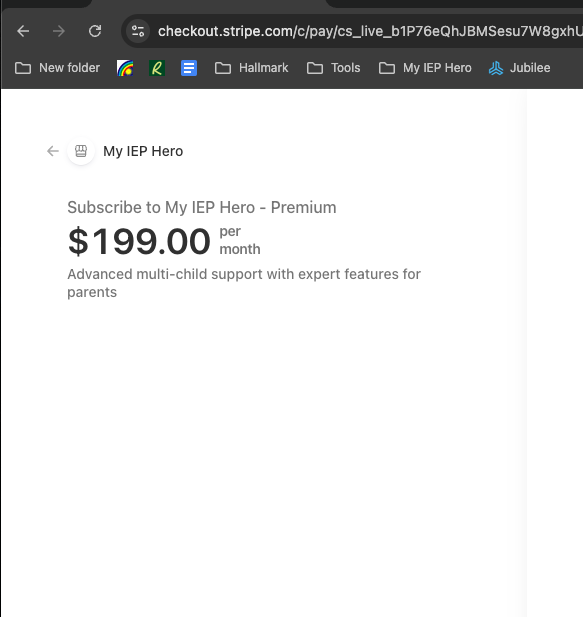 checkout.stripe.com/c/pay/cs_live_b1P76eQhJBMSesu7W8gxhU
New folder Hallmark Tools My IEP Hero Jubilee
My IEP Hero
Subscribe to My IEP Hero - Premium
$199.00 per
month
Advanced multi-child support with expert features for
parents